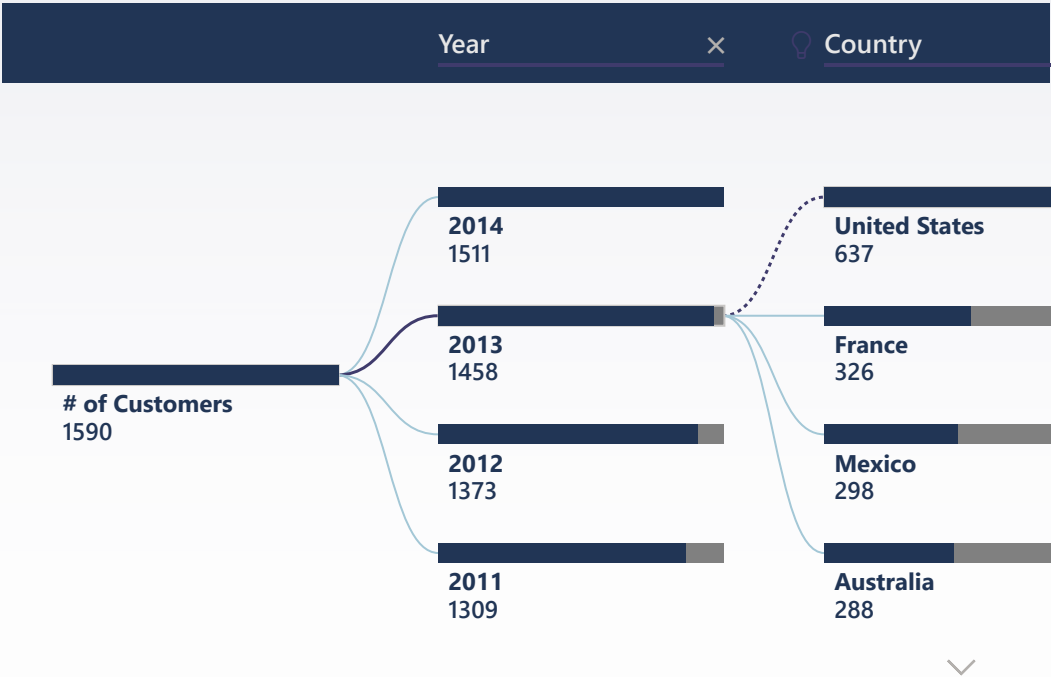 Year
Country
2014
1511
United States
637
2013
1458
France
326
# of Customers
1590
2012
1373
Mexico
298
2011
1309
Australia
288